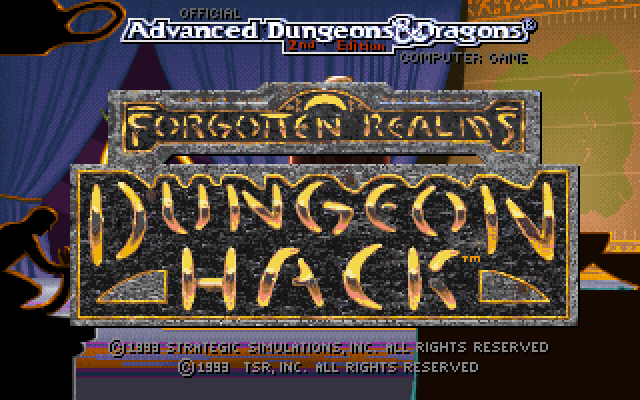 OFFICIAL
Advanced Dungeons & Dragons®
2nd Edition
COMPUTER GAME
FORGOTTEN REALMS
DUNGEON
HACK™
©1993 STRATEGIC SIMULATIONS, INC. ALL RIGHTS RESERVED
©1993 TSR, INC. ALL RIGHTS RESERVED